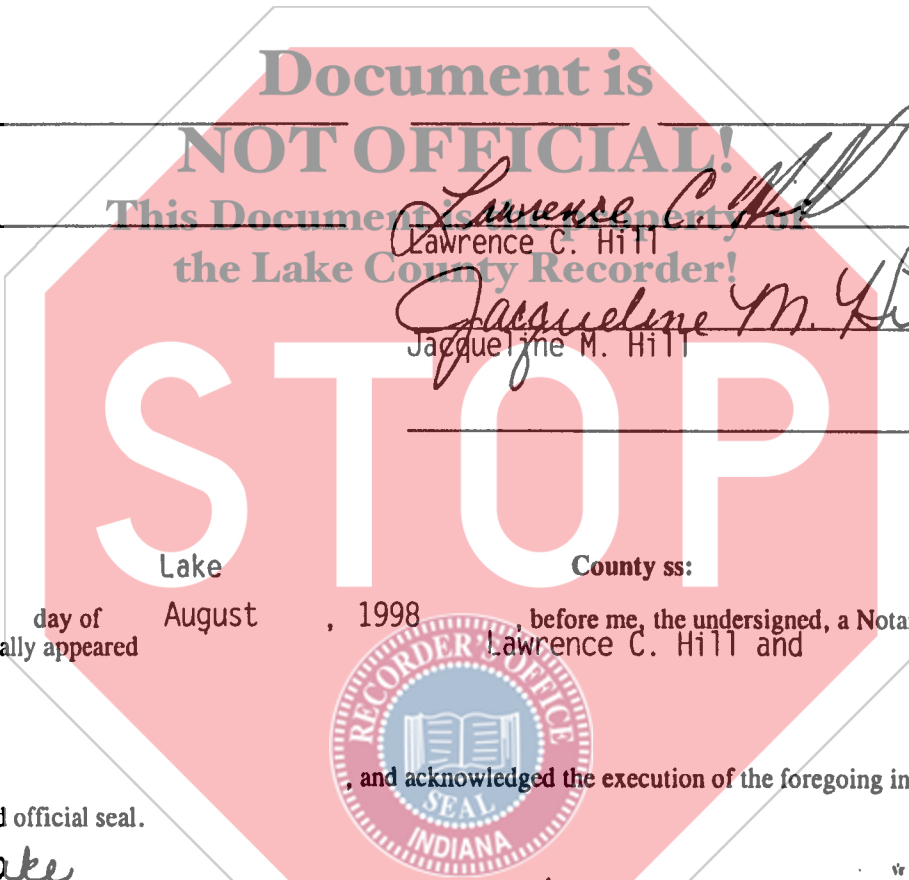 Document is
NOT OFFICIAL!
Lawrence C. Hill
This Document is the property of
Lawrence C. Hill
the Lake County Recorder!
Jacqueline M.
Jacqueline M. Hill
STOP
Lake County ss:
day of August , 1998 , before me, the undersigned, a Nota
ally appeared Lawrence C. Hill and
RECORDER'S OFFICE
, and acknowledged the execution of the foregoing in
SEAL
official seal.
INDIANA
ake